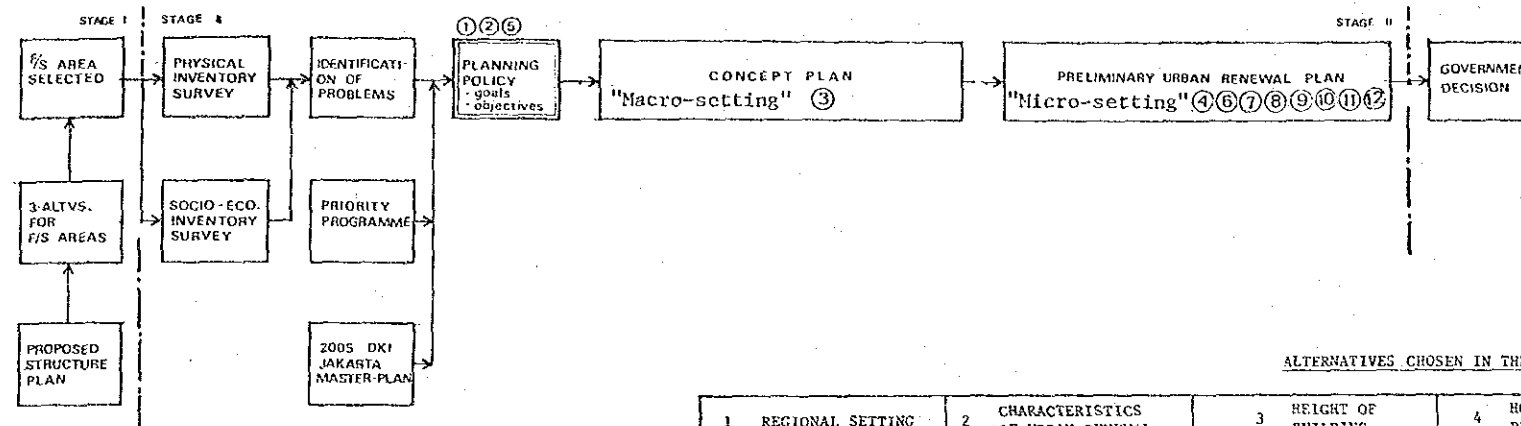 STAGE I
STAGE
STAGE II
F/S AREA
SELECTED
PHYSICAL
INVENTORY
SURVEY
IDENTIFICATI-
ON OF
PROBLEMS
①②⑤
PLANNING
POLICY
- goals
- objectives
CONCEPT PLAN
"Macro-setting" ③
PRELIMINARY URBAN RENEWAL PLAN
"Micro-setting" ④⑥⑦⑧⑨⑩⑪⑫
GOVERNMEN
DECISION
3-ALTVS.
FOR
F/S AREAS
SOCIO-ECO.
INVENTORY
SURVEY
PRIORITY
PROGRAMME
PROPOSED
STRUCTURE
PLAN
2005 DKI
JAKARTA
MASTER-PLAN
ALTERNATIVES CHOSEN IN TH
1 REGIONAL SETTING
2 CHARACTERISTICS
3 HEIGHT OF
4